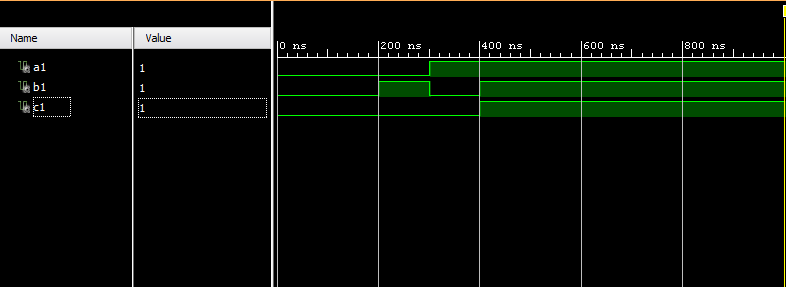 Name Value
0 ns 200 ns 400 ns 600 ns 800 ns
a1 1
b1 1
c1 1